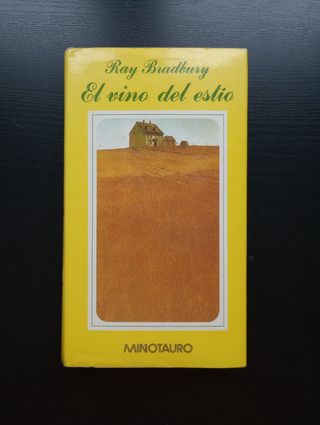 Ray Bradbury
El vino del estío
MINOTAURO